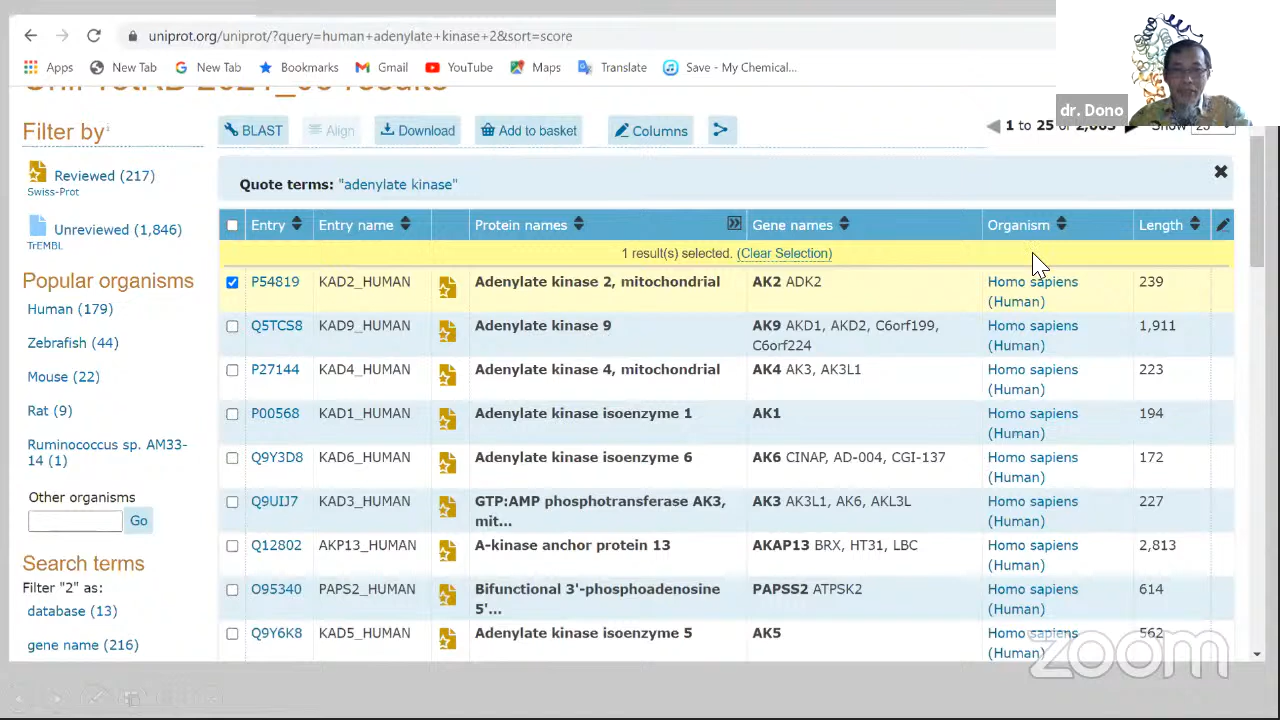 uniprot.org/uniprot/?query=human+adenylate+kinase+2&sort=score
Apps New Tab New Tab Bookmarks Gmail YouTube Maps Translate Save - My Chemical...
dr. Dono
UniProtKB 2021_05 results
Filter by
BLAST Align Download Add to basket Columns
1 to 25 of 2,063 Show 25
Reviewed (217)
Swiss-Prot
Unreviewed (1,846)
TrEMBL
Popular organisms
Human (179)
Zebrafish (44)
Mouse (22)
Rat (9)
Ruminococcus sp. AM33-
14 (1)
Other organisms
Go
Search terms
Filter "2" as:
database (13)
gene name (216)
Quote terms: "adenylate kinase"
Entry Entry name Protein names Gene names Organism Length
1 result(s) selected. (Clear Selection)
P54819 KAD2_HUMAN Adenylate kinase 2, mitochondrial AK2 ADK2 Homo sapiens 239
(Human)
Q5TCS8 KAD9_HUMAN Adenylate kinase 9 AK9 AKD1, AKD2, C6orf199, Homo sapiens 1,911
C6orf224 (Human)
P27144 KAD4_HUMAN Adenylate kinase 4, mitochondrial AK4 AK3, AK3L1 Homo sapiens 223
(Human)
P00568 KAD1_HUMAN Adenylate kinase isoenzyme 1 AK1 Homo sapiens 194
(Human)
Q9Y3D8 KAD6_HUMAN Adenylate kinase isoenzyme 6 AK6 CINAP, AD-004, CGI-137 Homo sapiens 172
(Human)
Q9UIJ7 KAD3_HUMAN GTP:AMP phosphotransferase AK3, AK3 AK3L1, AK6, AKL3L Homo sapiens 227
mit... (Human)
Q12802 AKP13_HUMAN A-kinase anchor protein 13 AKAP13 BRX, HT31, LBC Homo sapiens 2,813
(Human)
O95340 PAPS2_HUMAN Bifunctional 3'-phosphoadenosine PAPSS2 ATPSK2 Homo sapiens 614
5'... (Human)
Q9Y6K8 KAD5_HUMAN Adenylate kinase isoenzyme 5 AK5 Homo sapiens 562
(Human)
zoom